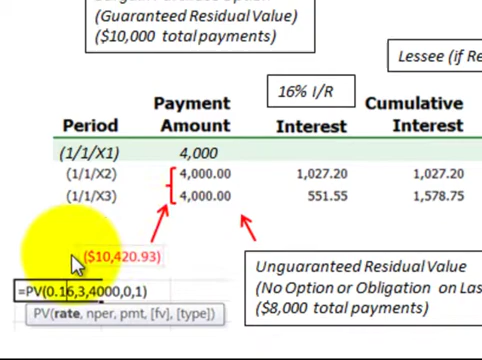 (Guaranteed Residual Value)
($10,000 total payments)
Lessee (if Re
16% I/R
Payment Cumulative
Period Amount Interest Interest
(1/1/X1) 4,000
(1/1/X2) 4,000.00 1,027.20 1,027.20
(1/1/X3) 4,000.00 551.55 1,578.75
($10,420.93)
=PV(0.16,3,4000,0,1)
PV(rate, nper, pmt, [fv], [type])
Unguaranteed Residual Value
(No Option or Obligation on Las
($8,000 total payments)